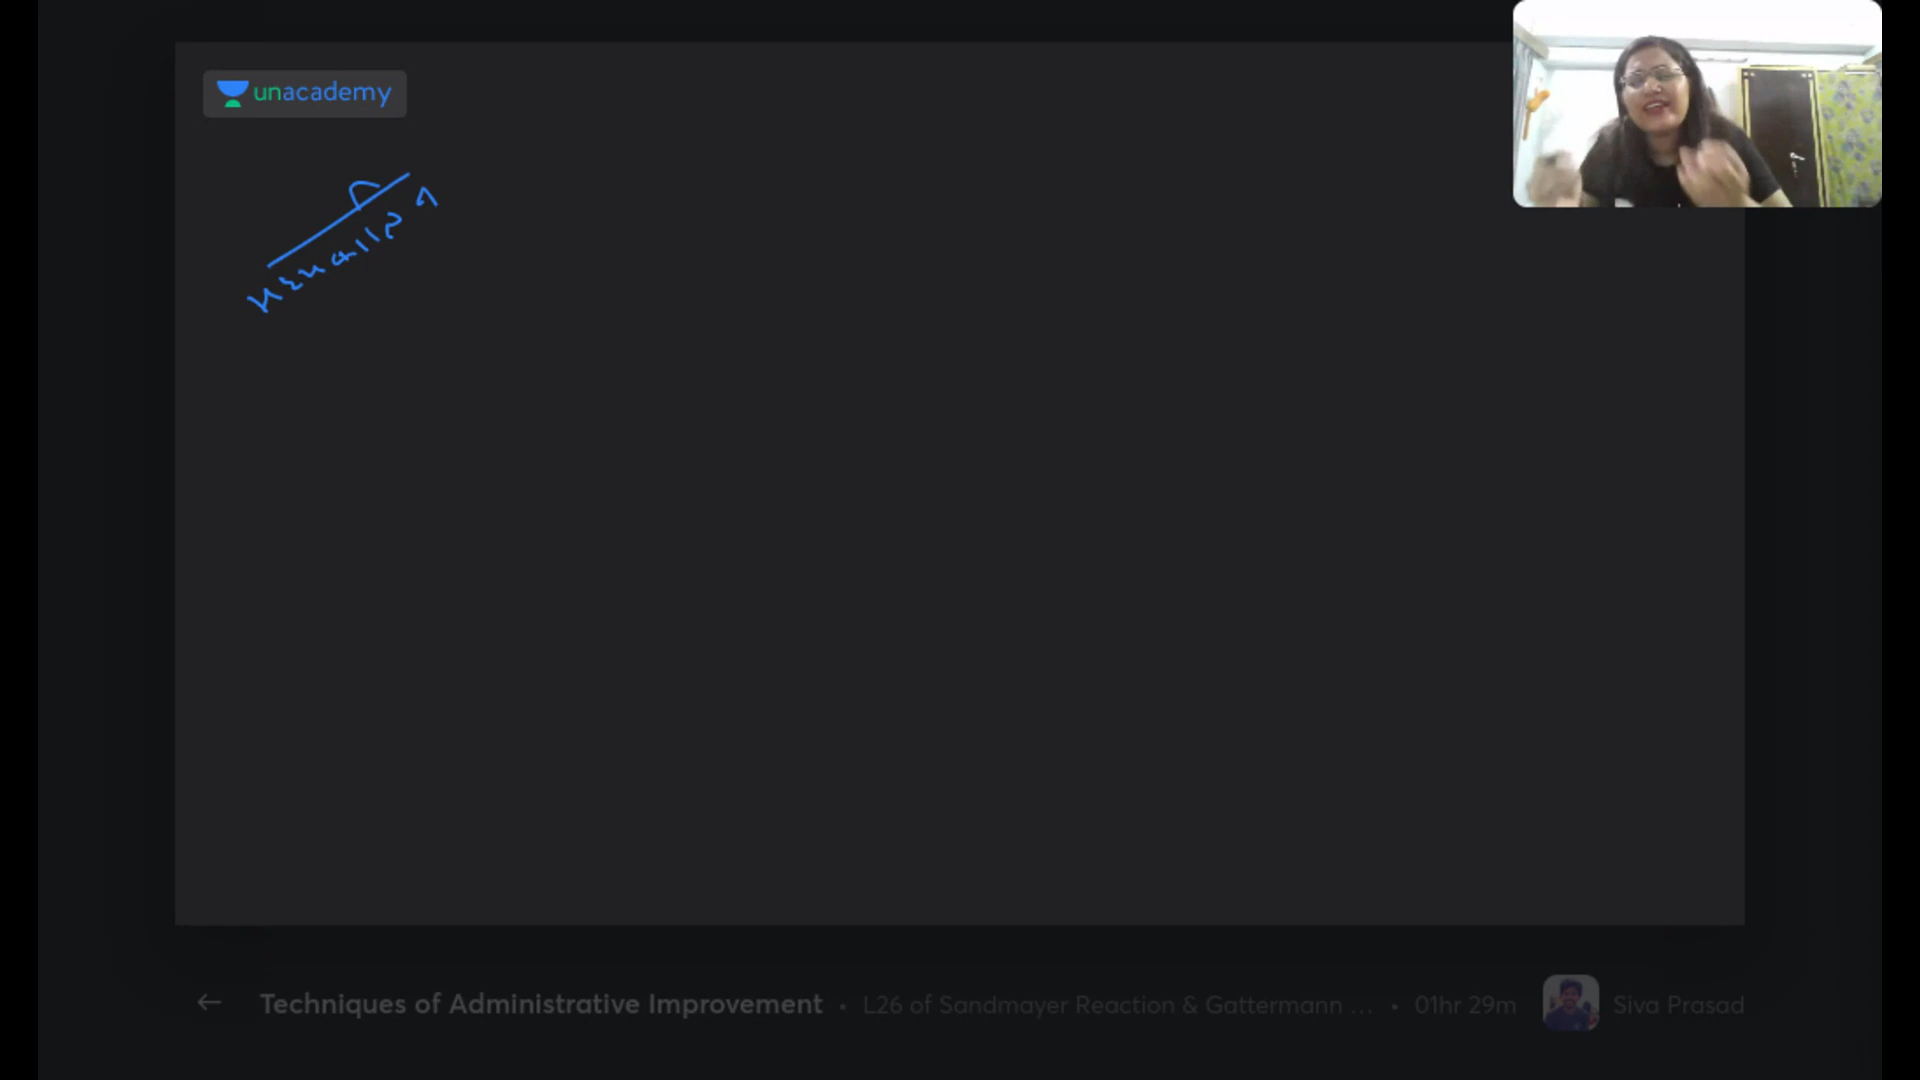 unacademy
Techniques of Administrative Improvement • L26 of Sandmayer Reaction & Gattermann ... • 01hr 29m Siva Prasad